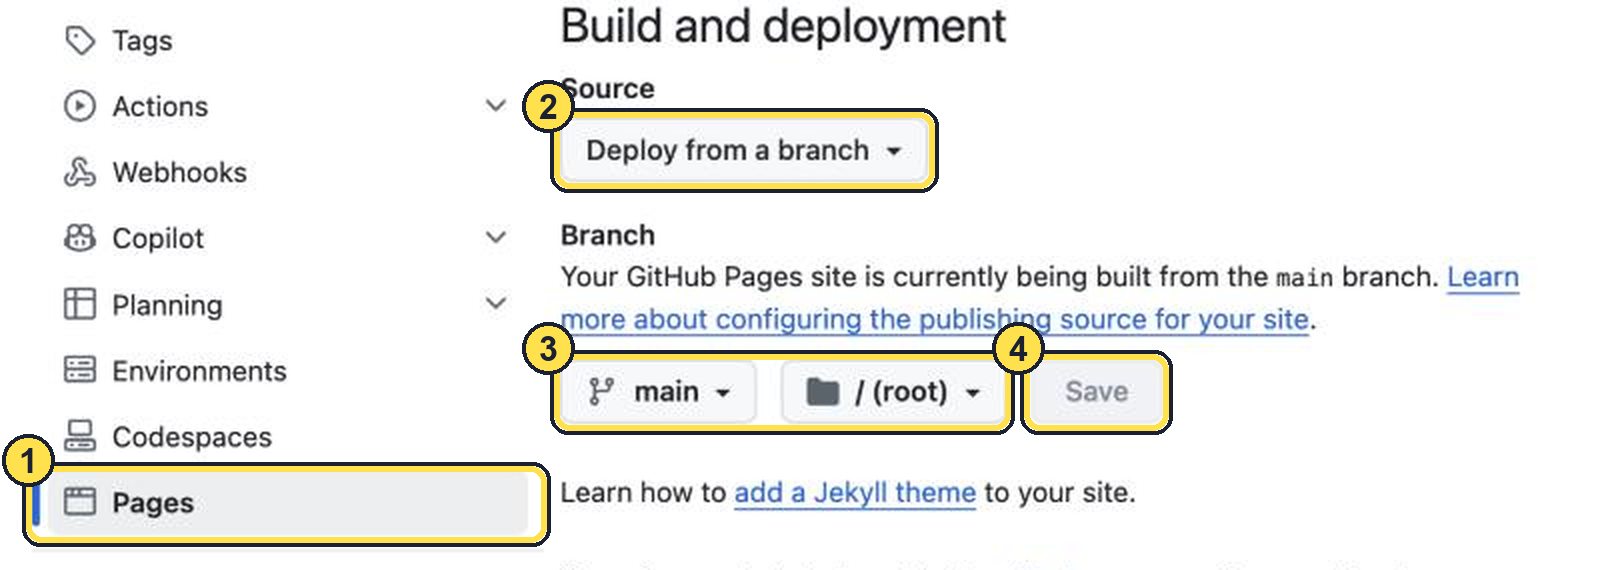 Tags
Actions
Webhooks
Copilot
Planning
Environments
Codespaces
1
Pages
Build and deployment
Source
2
Deploy from a branch
Branch
Your GitHub Pages site is currently being built from the main branch. Learn
more about configuring the publishing source for your site.
3
main
/ (root)
4
Save
Learn how to add a Jekyll theme to your site.